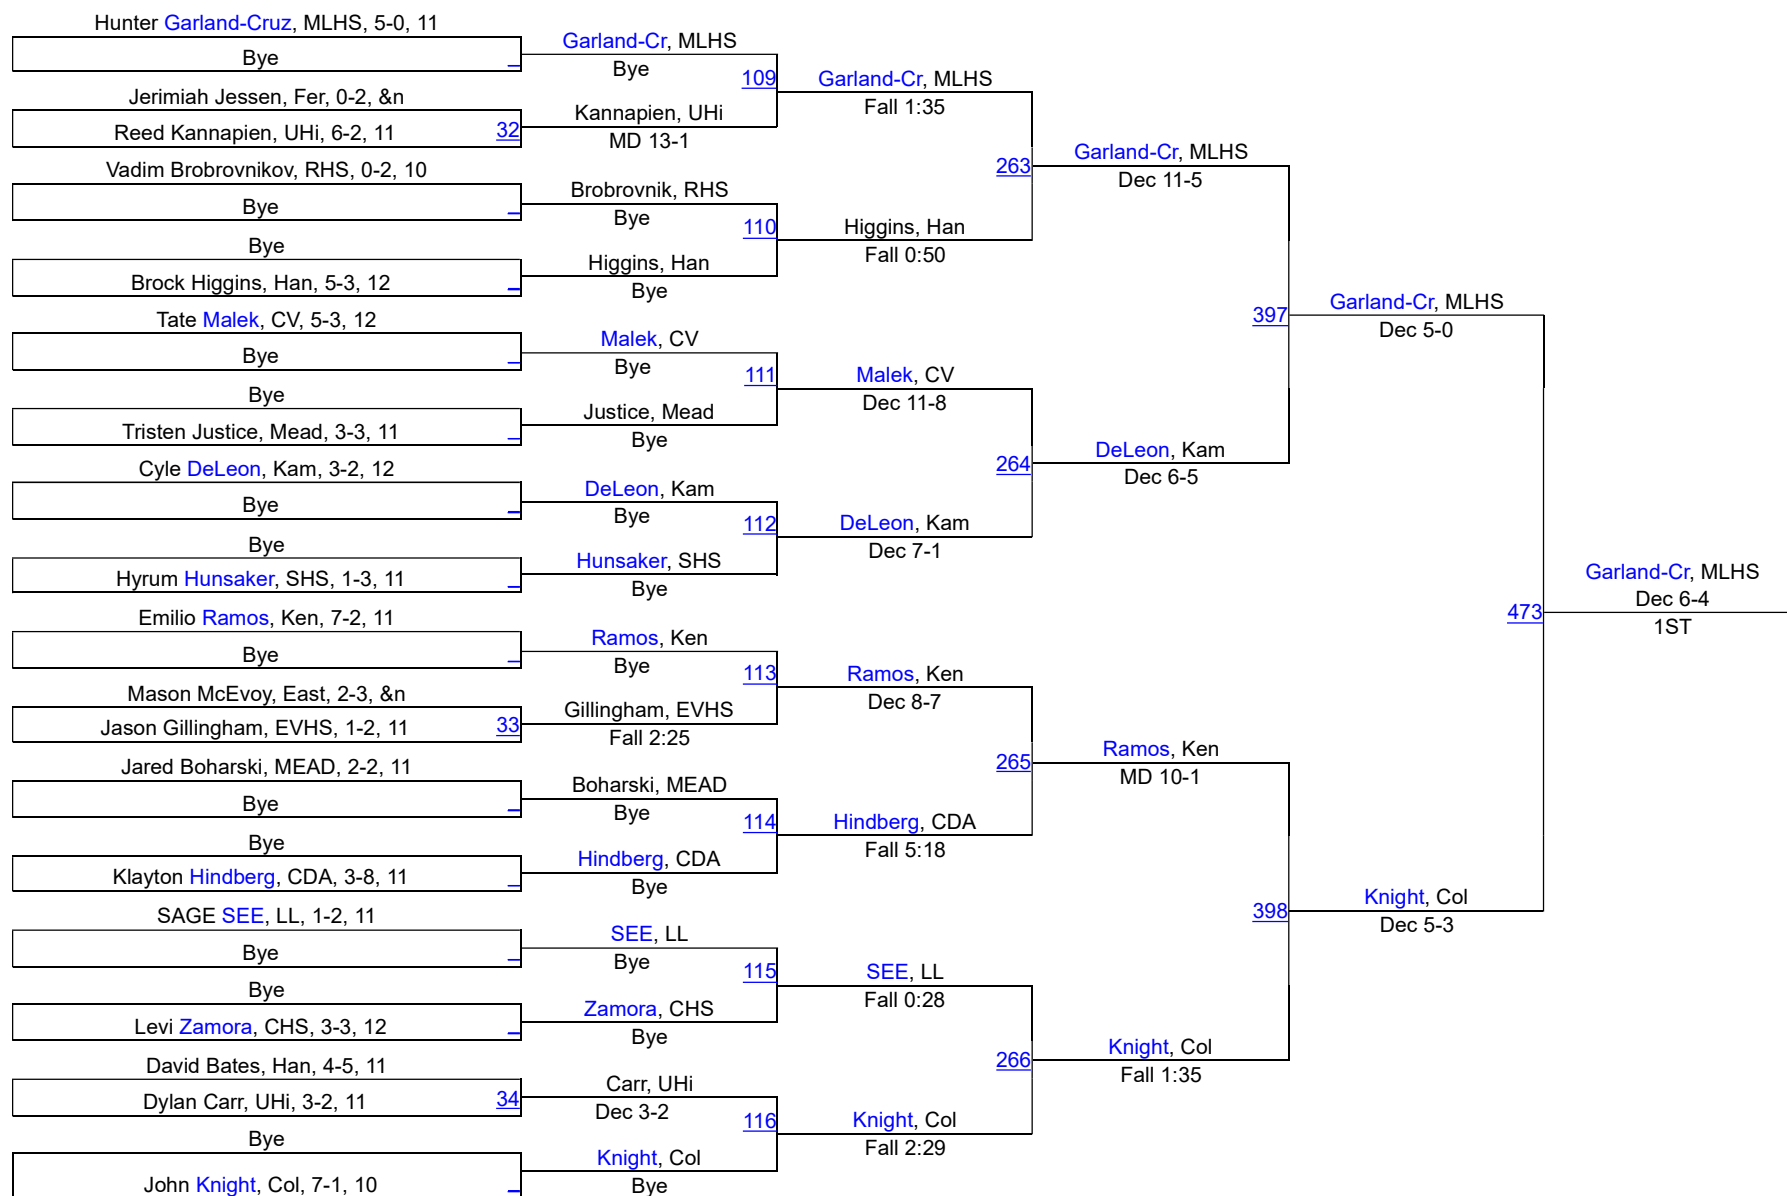 Hunter Garland-Cruz, MLHS, 5-0, 11
Bye
Jerimiah Jessen, Fer, 0-2, &n
Reed Kannapien, UHi, 6-2, 11
32
Vadim Brobrovnikov, RHS, 0-2, 10
Bye
Bye
Brock Higgins, Han, 5-3, 12
Tate Malek, CV, 5-3, 12
Bye
Bye
Tristen Justice, Mead, 3-3, 11
Cyle DeLeon, Kam, 3-2, 12
Bye
Bye
Hyrum Hunsaker, SHS, 1-3, 11
Emilio Ramos, Ken, 7-2, 11
Bye
Mason McEvoy, East, 2-3, &n
Jason Gillingham, EVHS, 1-2, 11
33
Jared Boharski, MEAD, 2-2, 11
Bye
Bye
Klayton Hindberg, CDA, 3-8, 11
SAGE SEE, LL, 1-2, 11
Bye
Bye
Levi Zamora, CHS, 3-3, 12
David Bates, Han, 4-5, 11
Dylan Carr, UHi, 3-2, 11
34
Bye
John Knight, Col, 7-1, 10
Garland-Cr, MLHS
Bye
109
Kannapien, UHi
MD 13-1
Brobrovnik, RHS
Bye
110
Higgins, Han
Bye
Malek, CV
Bye
111
Justice, Mead
Bye
DeLeon, Kam
Bye
112
Hunsaker, SHS
Bye
Ramos, Ken
Bye
113
Gillingham, EVHS
Fall 2:25
Boharski, MEAD
Bye
114
Hindberg, CDA
Bye
SEE, LL
Bye
115
Zamora, CHS
Bye
Carr, UHi
Dec 3-2
116
Knight, Col
Bye
Garland-Cr, MLHS
Fall 1:35
263
Higgins, Han
Fall 0:50
Malek, CV
Dec 11-8
264
DeLeon, Kam
Dec 7-1
Ramos, Ken
Dec 8-7
265
Hindberg, CDA
Fall 5:18
SEE, LL
Fall 0:28
266
Knight, Col
Fall 2:29
Garland-Cr, MLHS
Dec 11-5
397
DeLeon, Kam
Dec 6-5
Ramos, Ken
MD 10-1
398
Knight, Col
Fall 1:35
Garland-Cr, MLHS
Dec 5-0
473
Knight, Col
Dec 5-3
Garland-Cr, MLHS
Dec 6-4
1ST